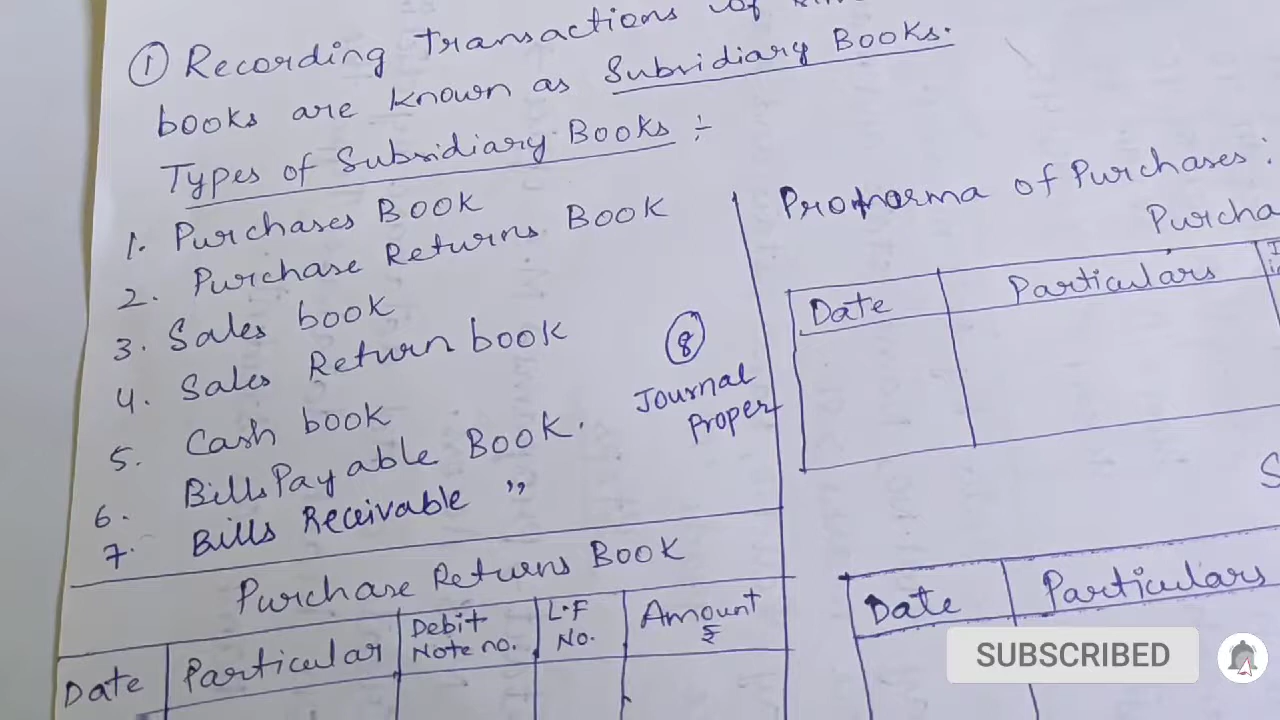 ① Recording transactions of
books are known as Subsidiary Books.
Types of Subsidiary Books :-
1. Purchases Book
2. Purchase Returns Book
3. Sales book
4. Sales Return book
5. Cash book
6. Bills Payable Book.
7. Bills Receivable ,,
⑧
Journal
Proper
Purchase Returns Book
Date Particular Debit Note no. L.F No. Amount ₹
of Purchases :
Date Particulars
Date Particulars
SUBSCRIBED